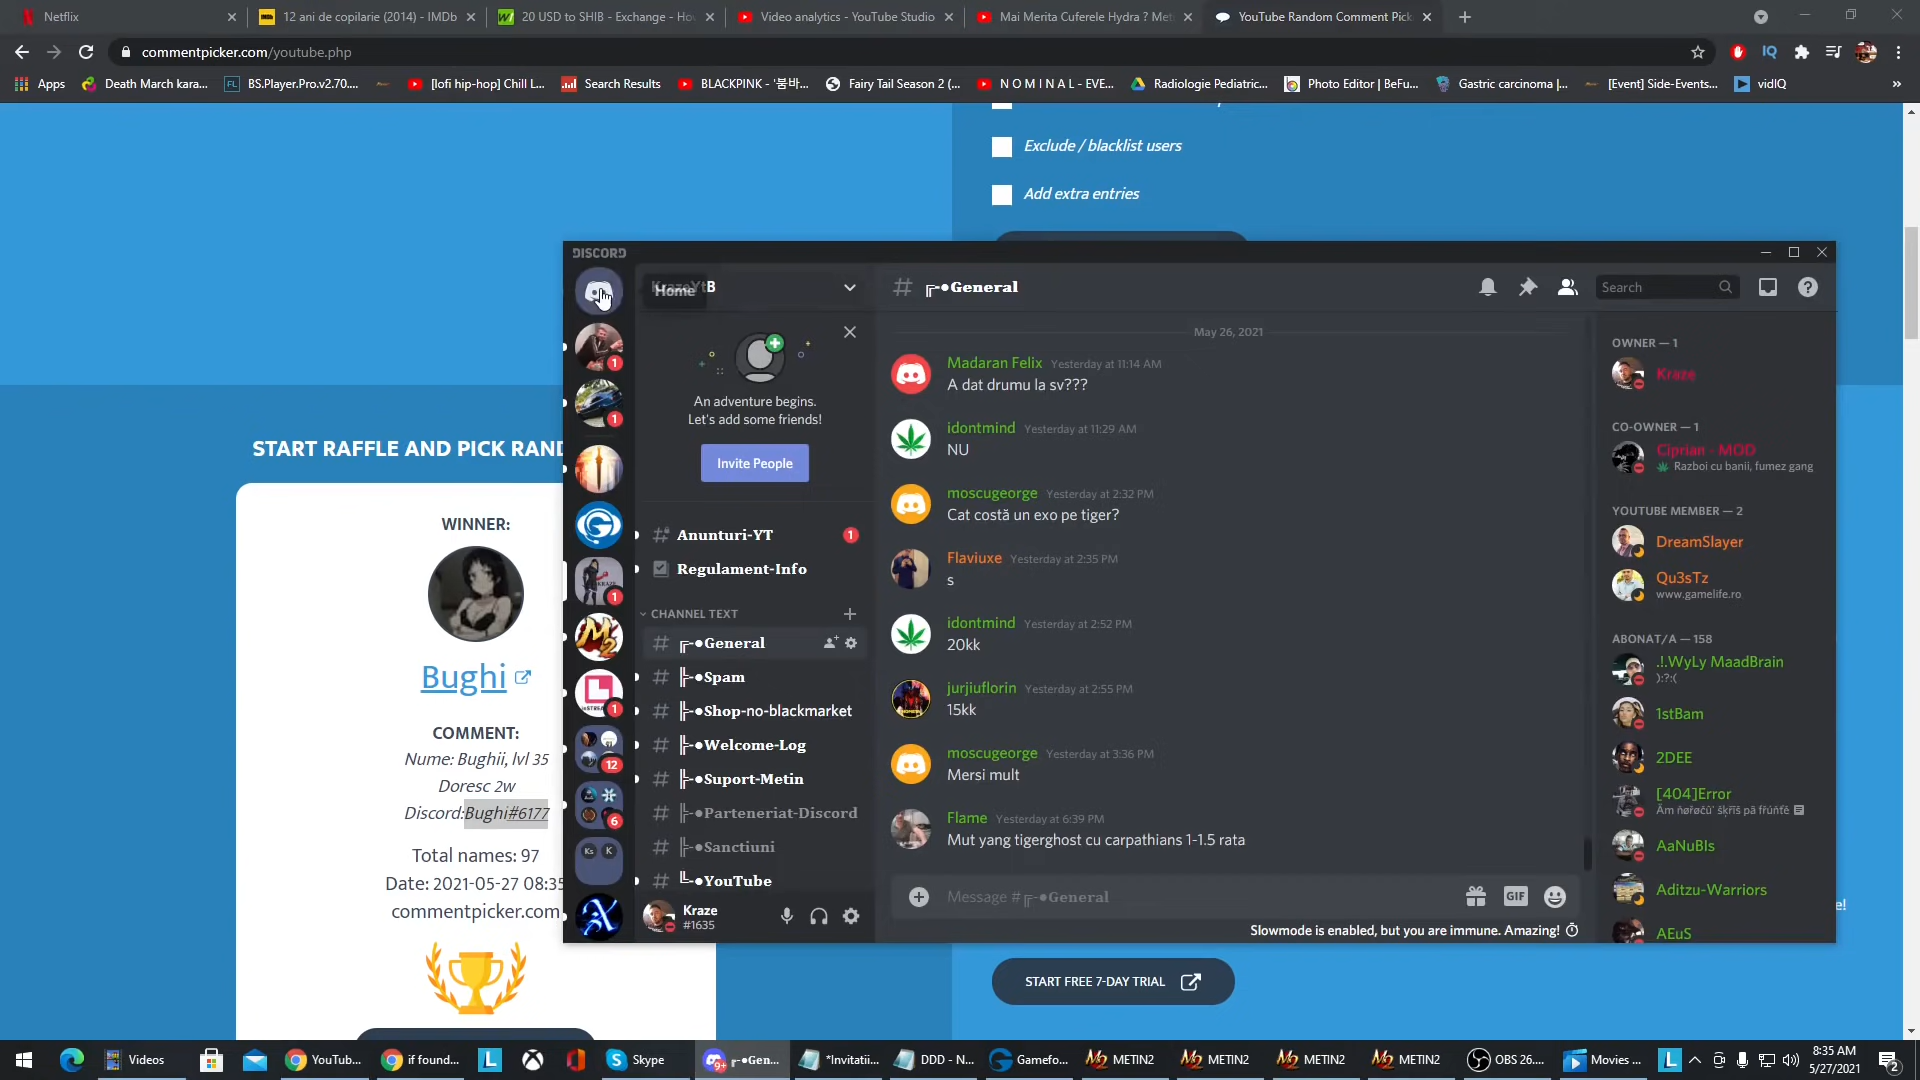 Netflix
12 ani de copilarie (2014) - IMDb
20 USD to SHIB - Exchange - Ho
Video analytics - YouTube Studio
Mai Merita Cuferele Hydra ? Met
YouTube Random Comment Pick
commentpicker.com/youtube.php
Apps
Death March kara...
BS.Player.Pro.v2.70....
[lofi hip-hop] Chill L...
Search Results
BLACKPINK - '붐바...
Fairy Tail Season 2 (...
N O M I N A L - EVE...
Radiologie Pediatric...
Photo Editor | BeFu...
Gastric carcinoma |...
[Event] Side-Events...
vidIQ
Exclude / blacklist users
Add extra entries
START RAFFLE AND PICK RAND
WINNER:
Bughi
COMMENT:
Nume: Bughii, lvl 35
Doresc 2w
Discord:Bughi#6177
Total names: 97
Date: 2021-05-27 08:35
commentpicker.com
START FREE 7-DAY TRIAL
DISCORD
Home
An adventure begins.
Let's add some friends!
Invite People
Anunturi-YT
1
Regulament-Info
CHANNEL TEXT
╔-●General
╠-●Spam
╠-●Shop-no-blackmarket
╠-●Welcome-Log
╠-●Suport-Metin
╠-●Parteneriat-Discord
╠-●Sanctiuni
╚-●YouTube
Kraze
#1635
╔-●General
Search
May 26, 2021
Madaran Felix Yesterday at 11:14 AM
A dat drumu la sv???
idontmind Yesterday at 11:29 AM
NU
moscugeorge Yesterday at 2:32 PM
Cat costă un exo pe tiger?
Flaviuxe Yesterday at 2:35 PM
s
idontmind Yesterday at 2:52 PM
20kk
jurjiuflorin Yesterday at 2:55 PM
15kk
moscugeorge Yesterday at 3:36 PM
Mersi mult
Flame Yesterday at 6:39 PM
Mut yang tigerghost cu carpathians 1-1.5 rata
Message #╔-●General
GIF
Slowmode is enabled, but you are immune. Amazing!
OWNER — 1
Kraze
CO-OWNER — 1
Ciprian - MOD
Razboi cu banii, fumez gang
YOUTUBE MEMBER — 2
DreamSlayer
Qu3sTz
www.gamelife.ro
ABONAT/A — 158
.!.WyLy MaadBrain
):?:(
1stBam
2DEE
[404]Error
AaNuBIs
Aditzu-Warriors
AEuS
YouTub...
if found...
Videos
Skype
╔-●Gen...
*Invitatii...
DDD - N...
Gamefo...
METIN2
METIN2
METIN2
METIN2
OBS 26....
Movies ...
8:35 AM
5/27/2021